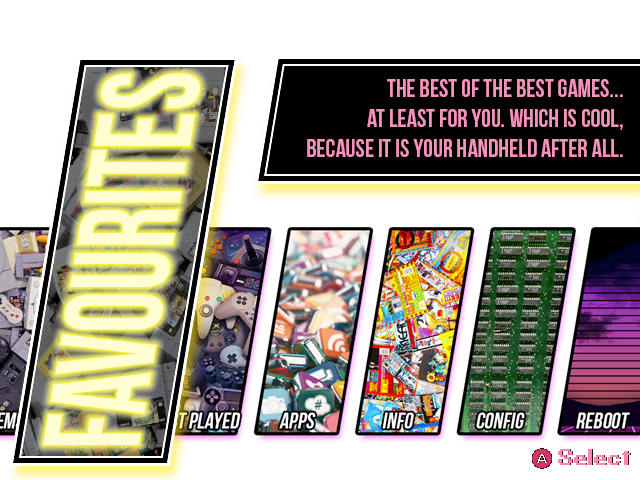 THE BEST OF THE BEST GAMES...
AT LEAST FOR YOU. WHICH IS COOL,
BECAUSE IT IS YOUR HANDHELD AFTER ALL.
FAVOURITES
EM
T PLAYED
APPS
INFO
CONFIG
REBOOT
A Select